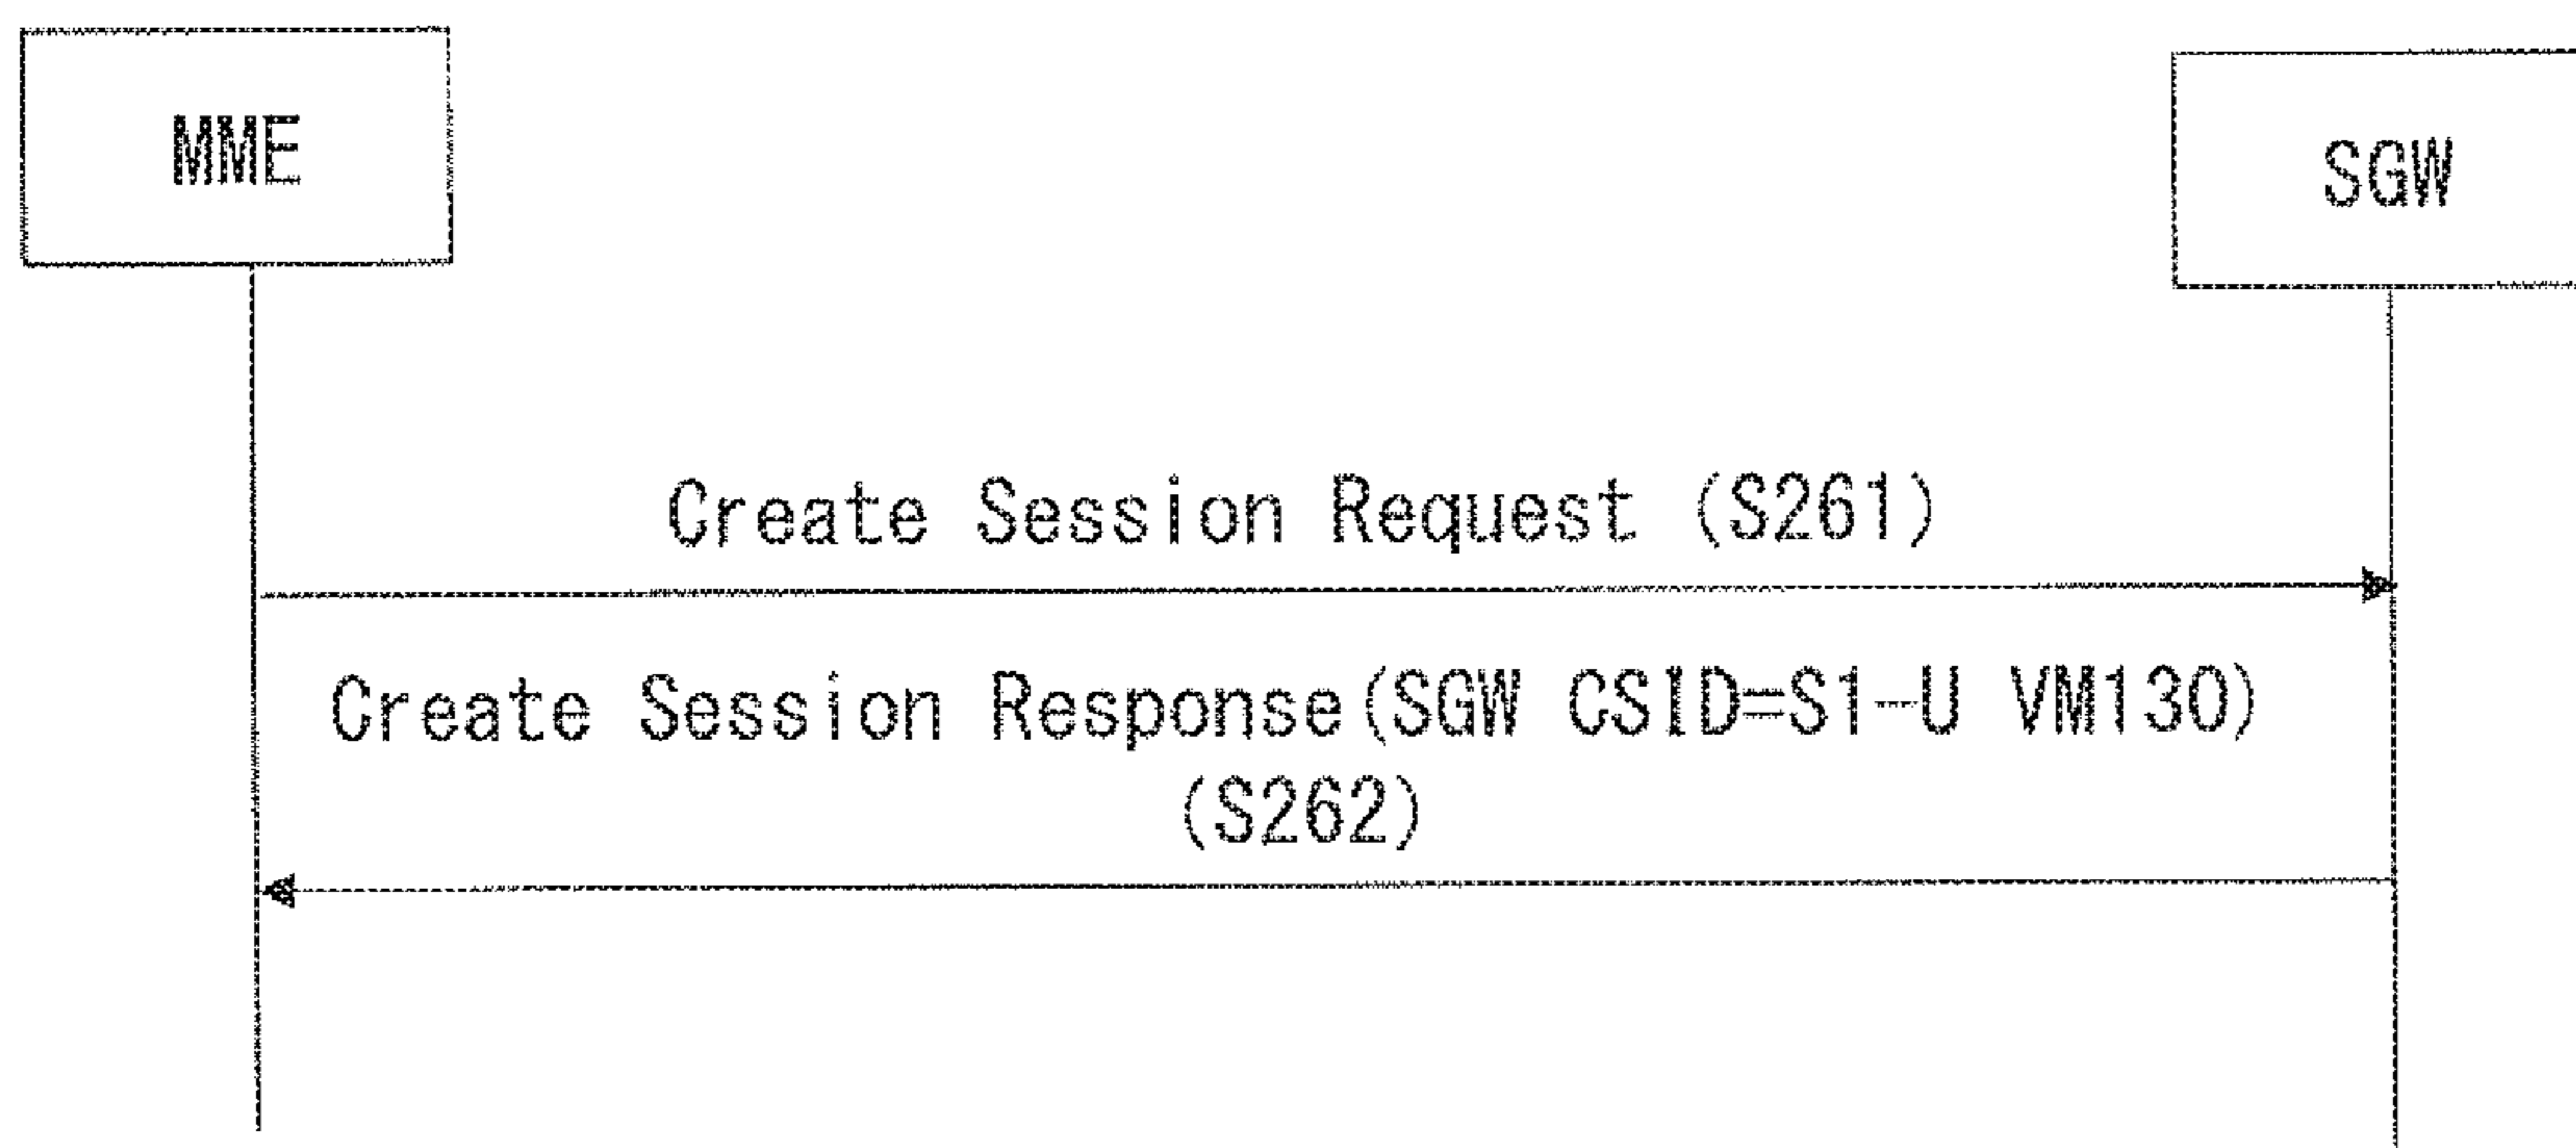 MME
SGW
Create Session Request (S261)
Create Session Response(SGW CSID=S1-U VM130)
(S262)